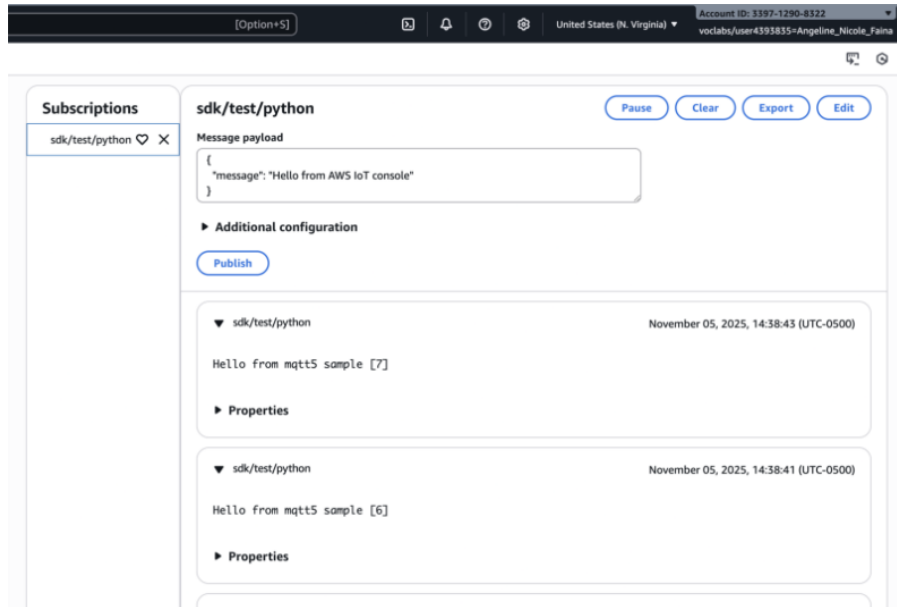 [Option+S]
United States (N. Virginia) ▼
Account ID: 3397-1290-8322
voclabs/user4393835=Angeline_Nicole_Faina
Subscriptions
sdk/test/python
sdk/test/python
Pause
Clear
Export
Edit
Message payload
{
"message": "Hello from AWS IoT console"
}
Additional configuration
Publish
sdk/test/python
November 05, 2025, 14:38:43 (UTC-0500)
Hello from mqtt5 sample [7]
Properties
sdk/test/python
November 05, 2025, 14:38:41 (UTC-0500)
Hello from mqtt5 sample [6]
Properties